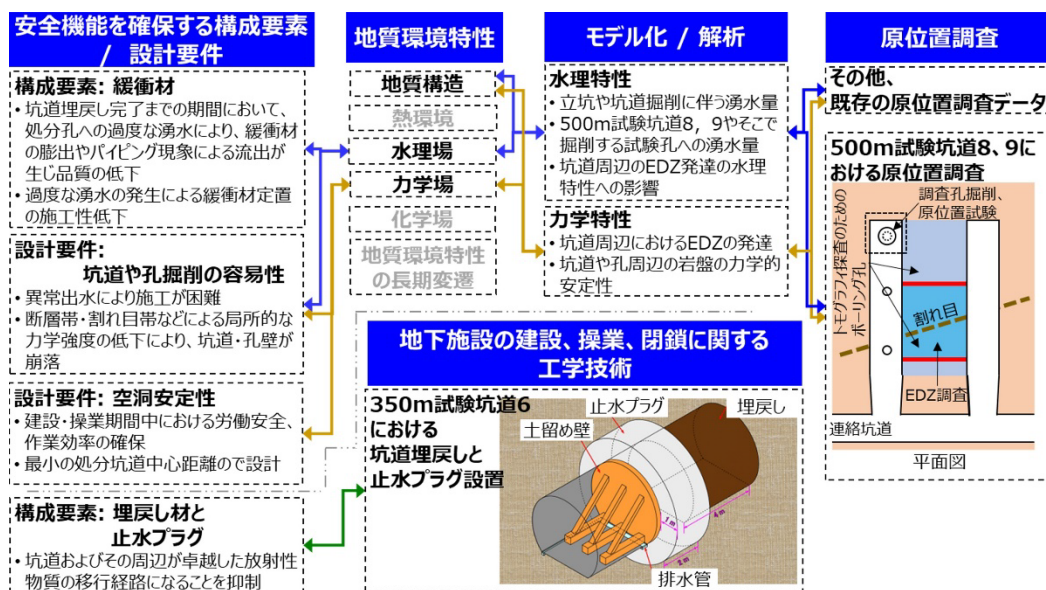 安全機能を確保する構成要素
/ 設計要件
構成要素: 緩衝材
• 坑道埋戻し完了までの期間において、
処分孔への過度な湧水により、緩衝材
の膨出やパイピング現象による流出が
生じ品質の低下
• 過度な湧水の発生による緩衝材定置
の施工性低下
設計要件:
坑道や孔掘削の容易性
• 異常出水により施工が困難
• 断層帯・割れ目帯などによる局所的な
力学強度の低下により、坑道・孔壁が
崩落
設計要件: 空洞安定性
• 建設・操業期間中における労働安全、
作業効率の確保
• 最小の処分坑道中心距離ので設計
構成要素: 埋戻し材と
止水プラグ
• 坑道およびその周辺が卓越した放射性
物質の移行経路になることを抑制
地質環境特性
地質構造
熱環境
水理場
力学場
化学場
地質環境特性
の長期変遷
モデル化 / 解析
水理特性
• 立坑や坑道掘削に伴う湧水量
• 500m試験坑道8，9やそこで
掘削する試験孔への湧水量
• 坑道周辺のEDZ発達の水理
特性への影響
力学特性
• 坑道周辺におけるEDZの発達
• 坑道や孔周辺の岩盤の力学的
安定性
原位置調査
その他、
既存の原位置調査データ
500m試験坑道8、9に
おける原位置調査
調査孔掘削、
原位置試験
トモグラフィ探査のための
ボーリング孔
割れ目
EDZ調査
連絡坑道
平面図
地下施設の建設、操業、閉鎖に関する
工学技術
350m試験坑道6
における
坑道埋戻しと
止水プラグ設置
止水プラグ
埋戻し
土留め壁
1 m
4 m
2 m
排水管